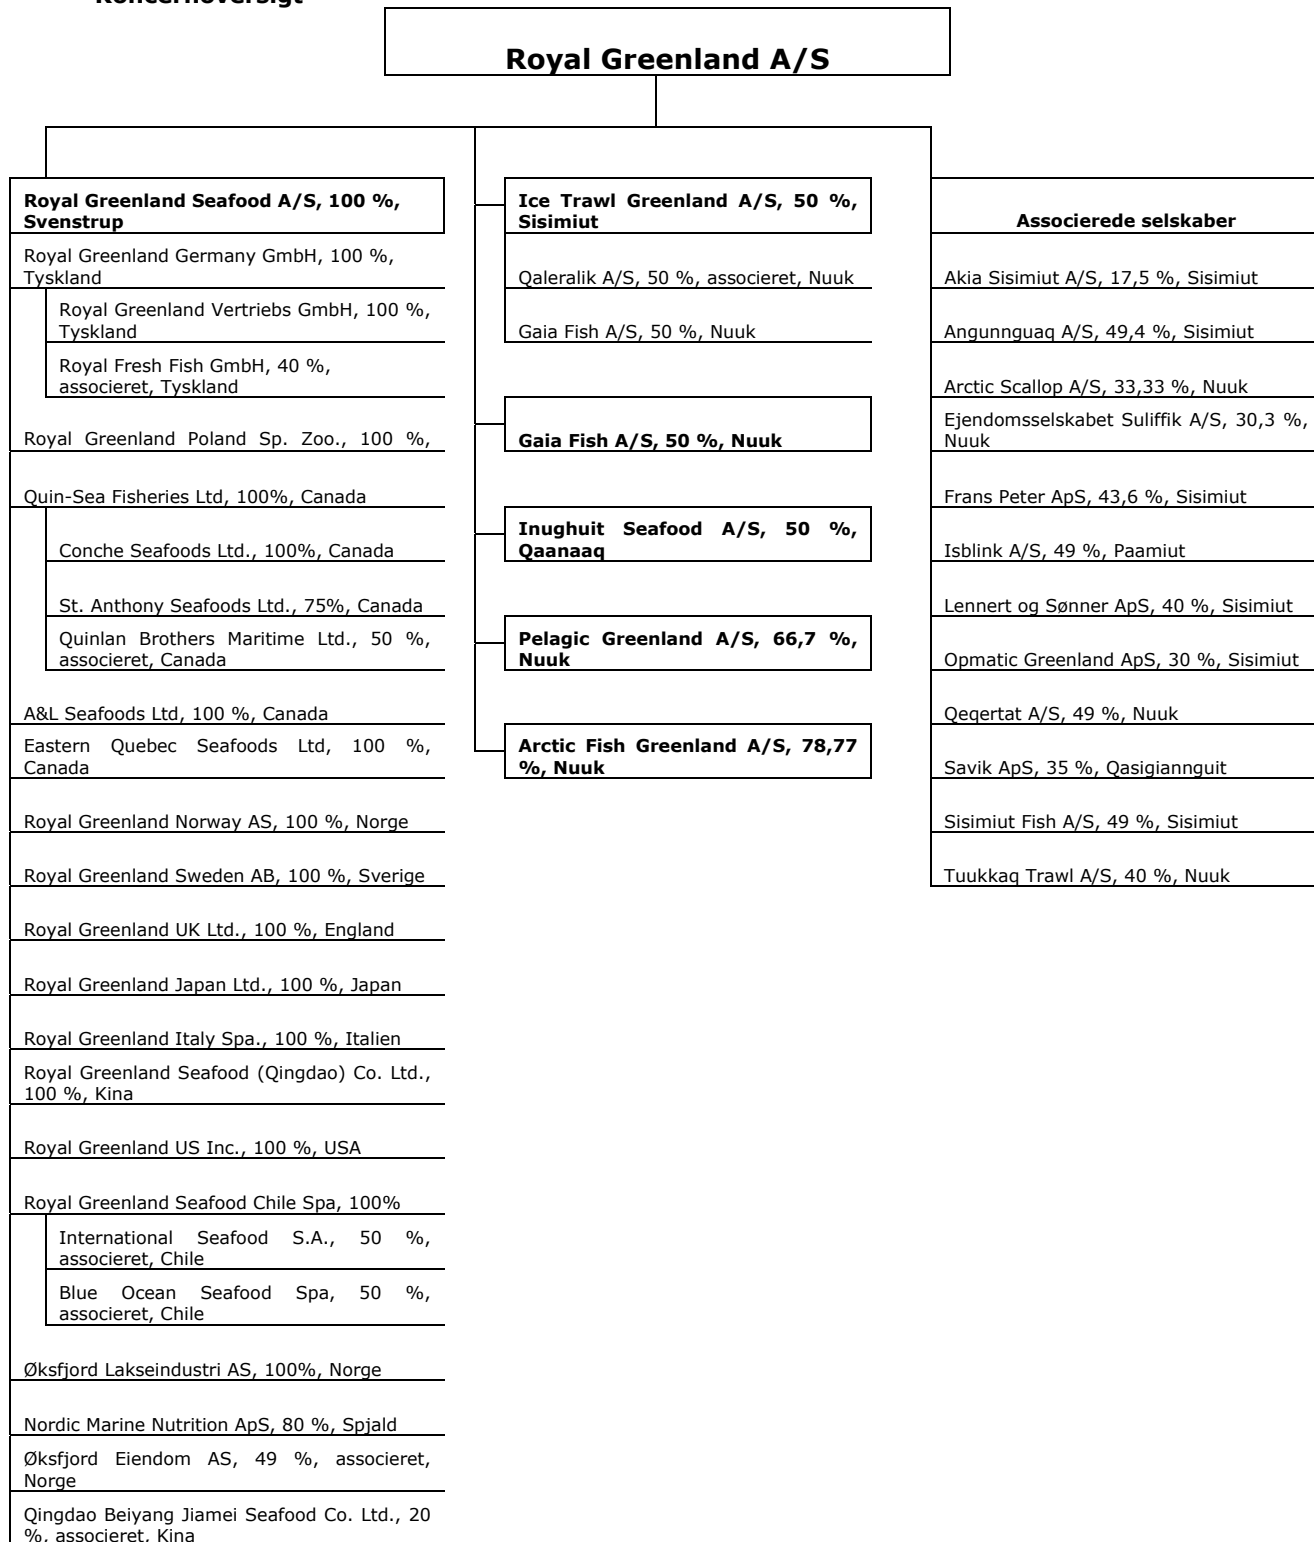 Koncernoversigt
Royal Greenland A/S
Royal Greenland Seafood A/S, 100 %,
Svenstrup
Royal Greenland Germany GmbH, 100 %,
Tyskland
Royal Greenland Vertriebs GmbH, 100 %,
Tyskland
Royal Fresh Fish GmbH, 40 %,
associeret, Tyskland
Royal Greenland Poland Sp. Zoo., 100 %,
Quin-Sea Fisheries Ltd, 100%, Canada
Conche Seafoods Ltd., 100%, Canada
St. Anthony Seafoods Ltd., 75%, Canada
Quinlan Brothers Maritime Ltd., 50 %,
associeret, Canada
A&L Seafoods Ltd, 100 %, Canada
Eastern Quebec Seafoods Ltd, 100 %,
Canada
Royal Greenland Norway AS, 100 %, Norge
Royal Greenland Sweden AB, 100 %, Sverige
Royal Greenland UK Ltd., 100 %, England
Royal Greenland Japan Ltd., 100 %, Japan
Royal Greenland Italy Spa., 100 %, Italien
Royal Greenland Seafood (Qingdao) Co. Ltd.,
100 %, Kina
Royal Greenland US Inc., 100 %, USA
Royal Greenland Seafood Chile Spa, 100%
International Seafood S.A., 50 %,
associeret, Chile
Blue Ocean Seafood Spa, 50 %,
associeret, Chile
Øksfjord Lakseindustri AS, 100%, Norge
Nordic Marine Nutrition ApS, 80 %, Spjald
Øksfjord Eiendom AS, 49 %, associeret,
Norge
Qingdao Beiyang Jiamei Seafood Co. Ltd., 20
%, associeret, Kina
Ice Trawl Greenland A/S, 50 %,
Sisimiut
Qaleralik A/S, 50 %, associeret, Nuuk
Gaia Fish A/S, 50 %, Nuuk
Gaia Fish A/S, 50 %, Nuuk
Inughuit Seafood A/S, 50 %,
Qaanaaq
Pelagic Greenland A/S, 66,7 %,
Nuuk
Arctic Fish Greenland A/S, 78,77
%, Nuuk
Associerede selskaber
Akia Sisimiut A/S, 17,5 %, Sisimiut
Angunnguaq A/S, 49,4 %, Sisimiut
Arctic Scallop A/S, 33,33 %, Nuuk
Ejendomsselskabet Suliffik A/S, 30,3 %,
Nuuk
Frans Peter ApS, 43,6 %, Sisimiut
Isblink A/S, 49 %, Paamiut
Lennert og Sønner ApS, 40 %, Sisimiut
Opmatic Greenland ApS, 30 %, Sisimiut
Qeqertat A/S, 49 %, Nuuk
Savik ApS, 35 %, Qasigiannguit
Sisimiut Fish A/S, 49 %, Sisimiut
Tuukkaq Trawl A/S, 40 %, Nuuk